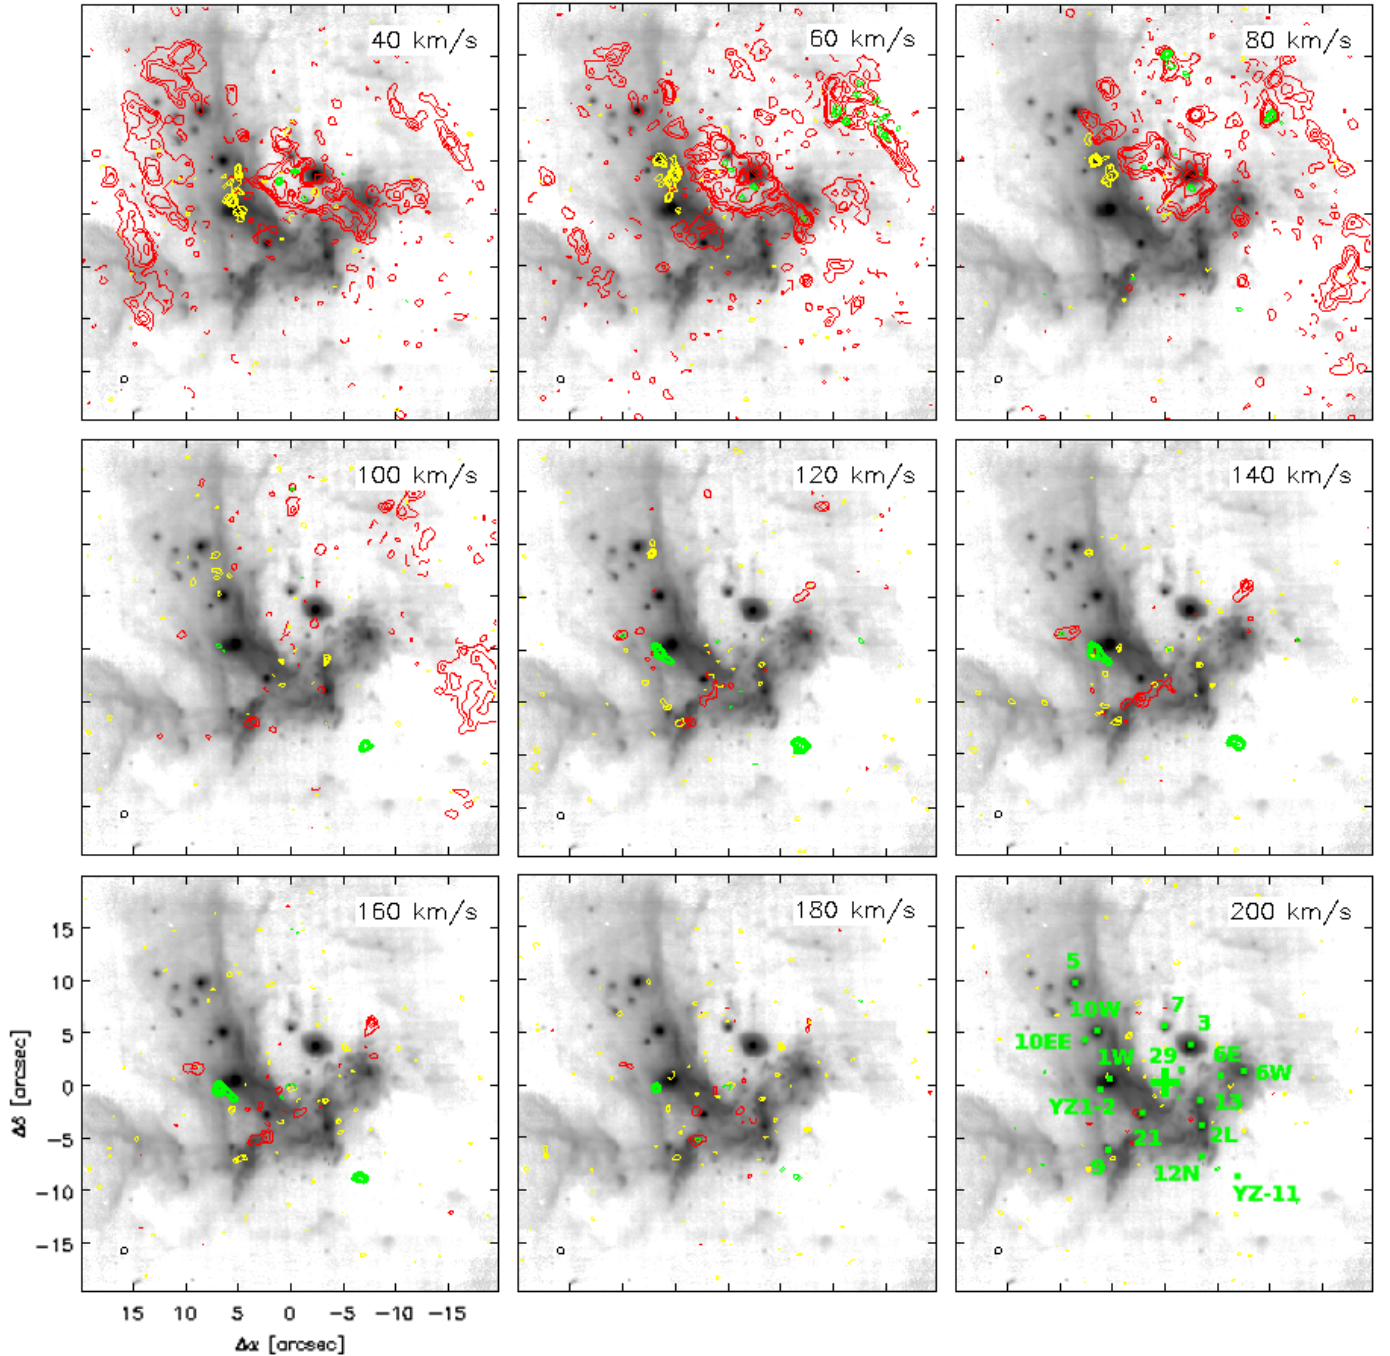 40 km/s
60 km/s
80 km/s
100 km/s
120 km/s
140 km/s
160 km/s
180 km/s
200 km/s
15
10
5
0
−5
−10
−15
Δδ [arcsec]
15 10 5 0 −5 −10 −15
Δα [arcsec]
5
7
10W
3
10EE
1W
29
6E
6W
YZ1-2
13
21
2L
9
12N
YZ-11